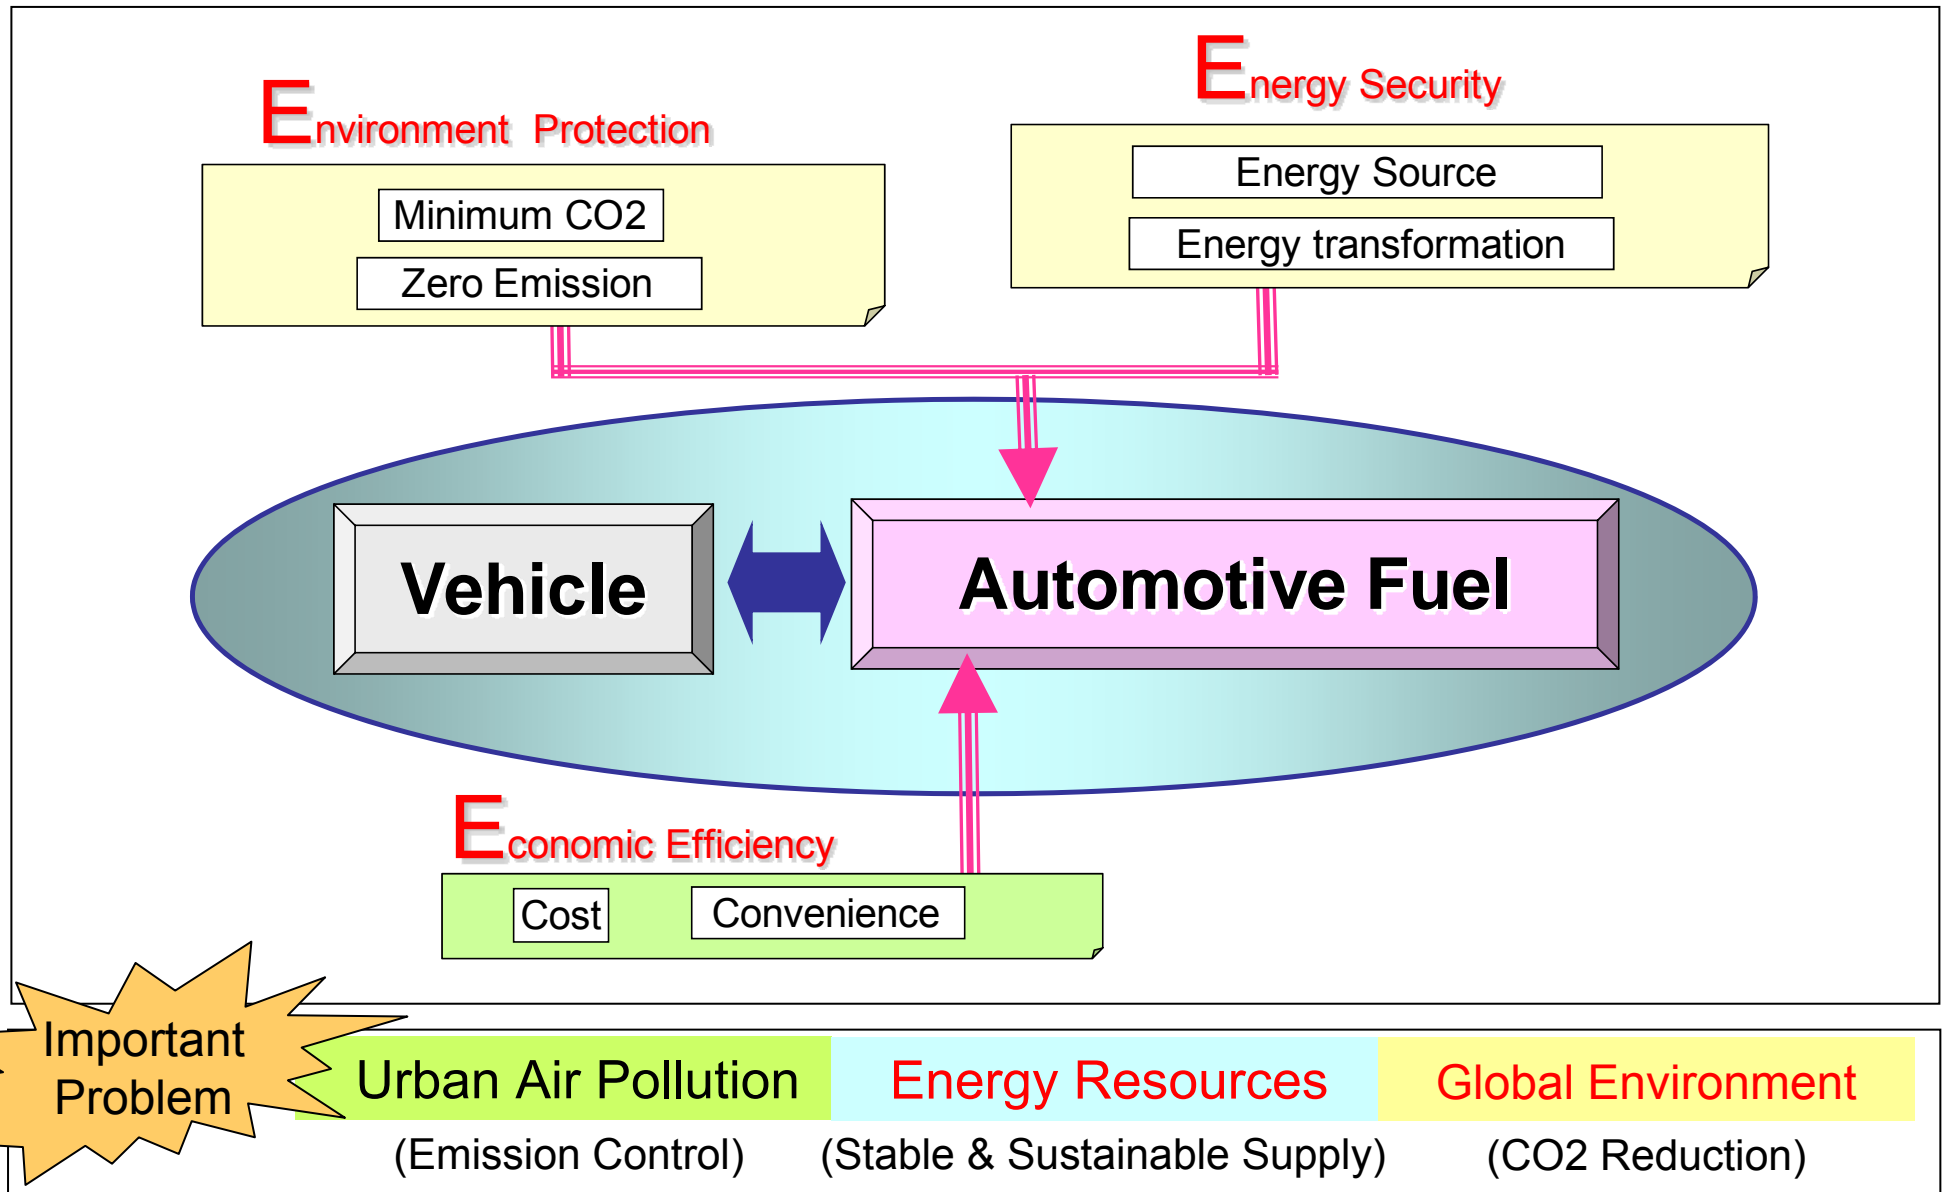 Environment Protection
Minimum CO2
Zero Emission
Energy Security
Energy Source
Energy transformation
Vehicle
Automotive Fuel
Economic Efficiency
Cost
Convenience
Important
Problem
Urban Air Pollution
(Emission Control)
Energy Resources
(Stable & Sustainable Supply)
Global Environment
(CO2 Reduction)